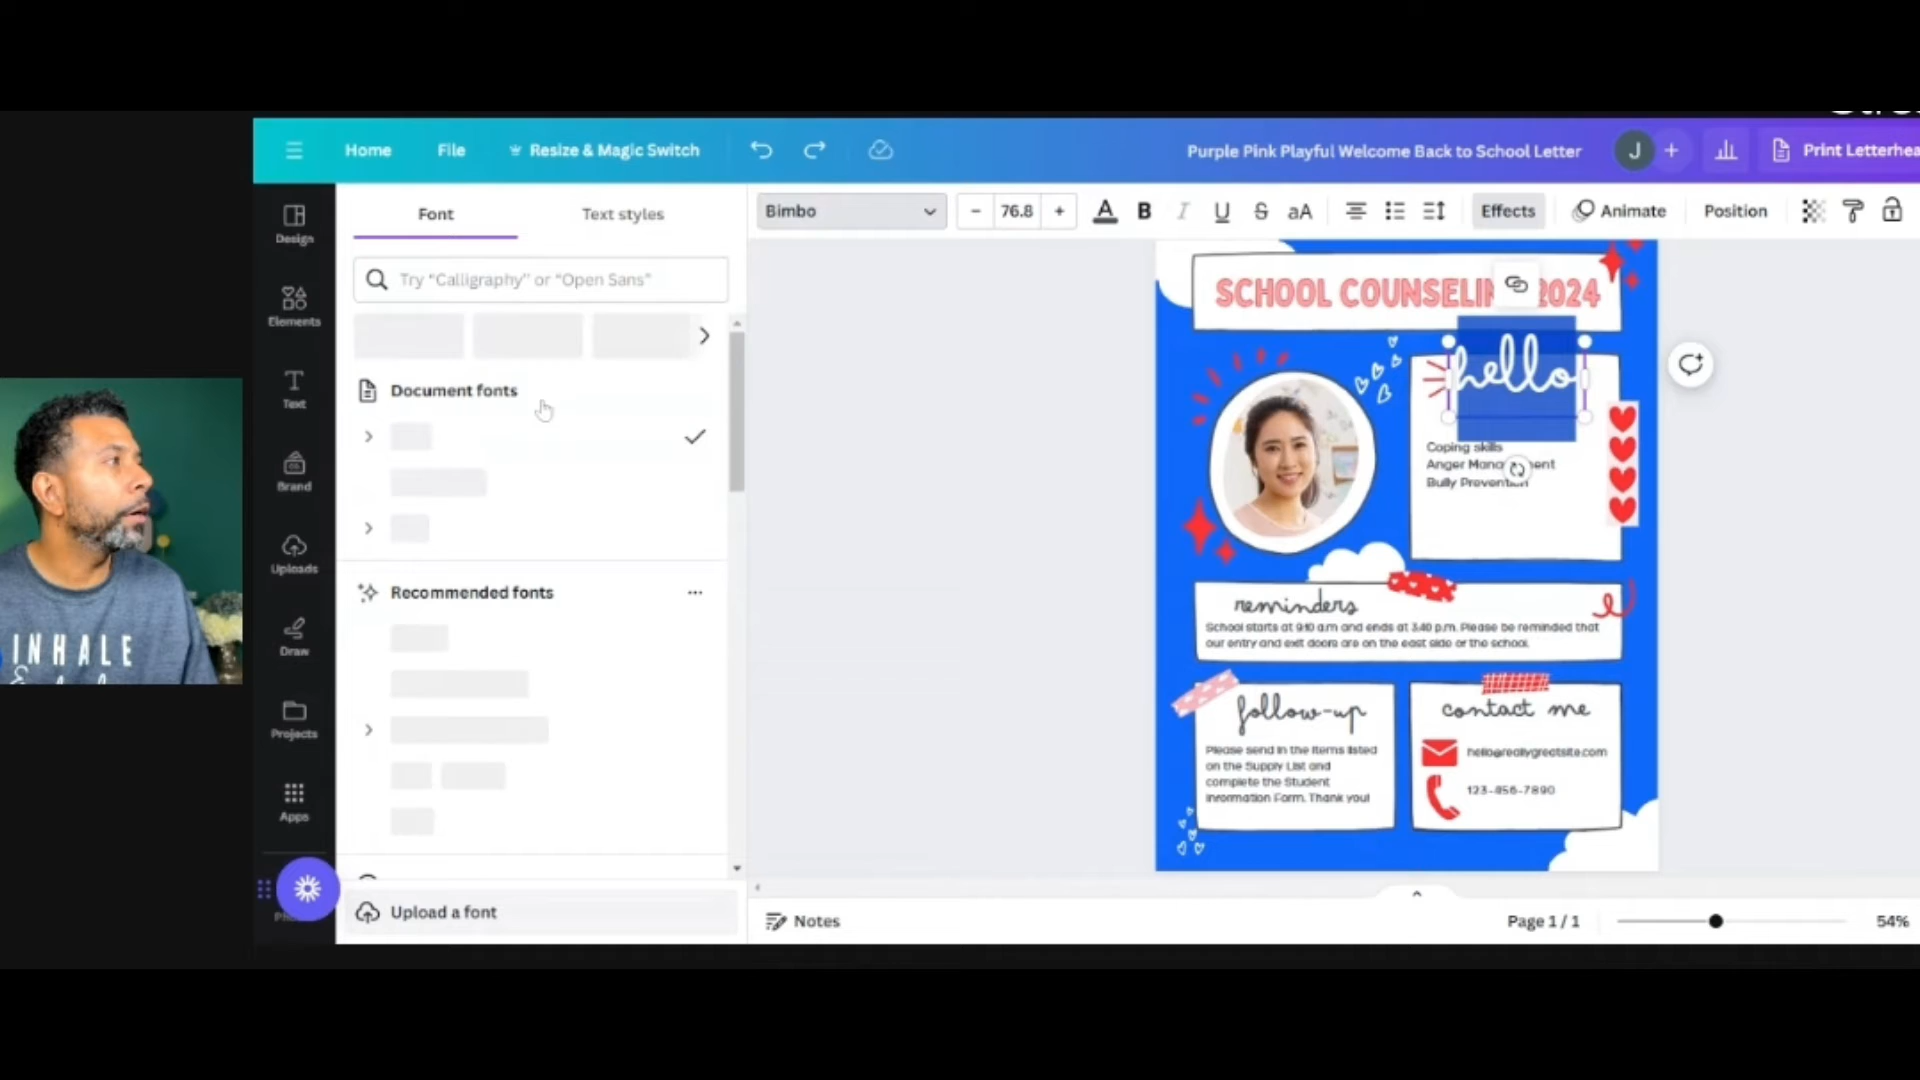 Home File Resize & Magic Switch Purple Pink Playful Welcome Back to School Letter J Print Letterhea
Font Text styles Bimbo 76.8 A B I U S aA Effects Animate Position
Design
Try "Calligraphy" or "Open Sans"
Elements
Document fonts
Text
Brand
Uploads
Recommended fonts
Draw
Projects
Apps
Upload a font
Notes Page 1 / 1 54%
SCHOOL COUNSELIN 2024
hello
Coping skills
Anger Management
Bully Prevention
reminders
School starts at 9:10 a.m and ends at 3:40 p.m. Please be reminded that
our entry and exit doors are on the east side or the school.
follow-up
Please send in the items listed
on the Supply List and
complete the Student
Information Form. Thank you!
contact me
hello@reallygreatsite.com
123-456-7890
INHALE